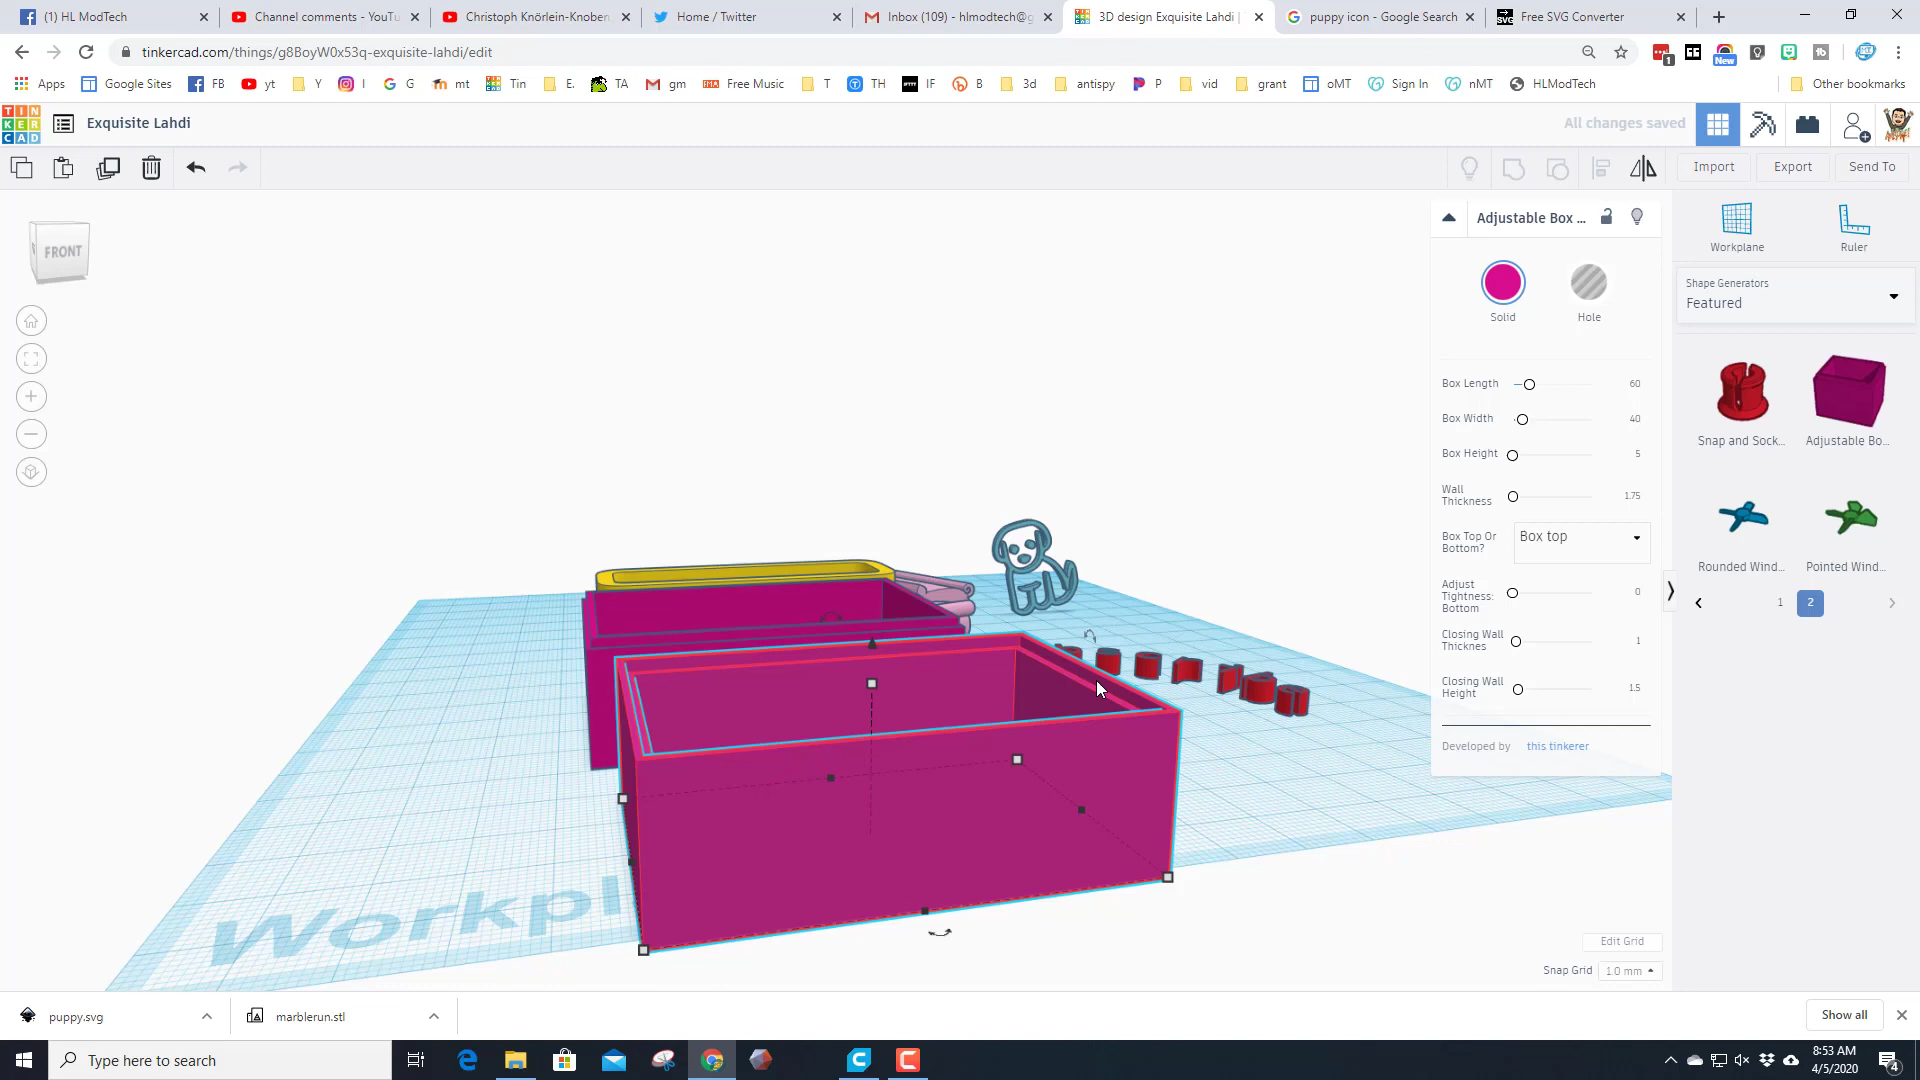 (1) HL ModTech
Channel comments - YouTu
Christoph Knörlein-Knoben
Home / Twitter
Inbox (109) - hlmodtech@g
3D design Exquisite Lahdi |
puppy icon - Google Search
Free SVG Converter
tinkercad.com/things/g8BoyW0x53q-exquisite-lahdi/edit
Apps
Google Sites
FB
yt
Y
I
G
mt
Tin
E.
TA
gm
Free Music
T
TH
IF
B
3d
antispy
P
vid
grant
oMT
Sign In
nMT
HLModTech
Other bookmarks
TIN
KER
CAD
Exquisite Lahdi
All changes saved
Import
Export
Send To
FRONT
Adjustable Box ...
Solid
Hole
Box Length
60
Box Width
40
Box Height
5
Wall
Thickness
1.75
Box Top Or
Bottom?
Box top
Adjust
Tightness:
Bottom
0
Closing Wall
Thicknes
1
Closing Wall
Height
1.5
Developed by
this tinkerer
Workplane
Ruler
Shape Generators
Featured
Snap and Sock...
Adjustable Bo...
Rounded Wind...
Pointed Wind...
1
2
Workpl
Edit Grid
Snap Grid
1.0 mm
puppy.svg
marblerun.stl
Show all
Type here to search
8:53 AM
4/5/2020
4